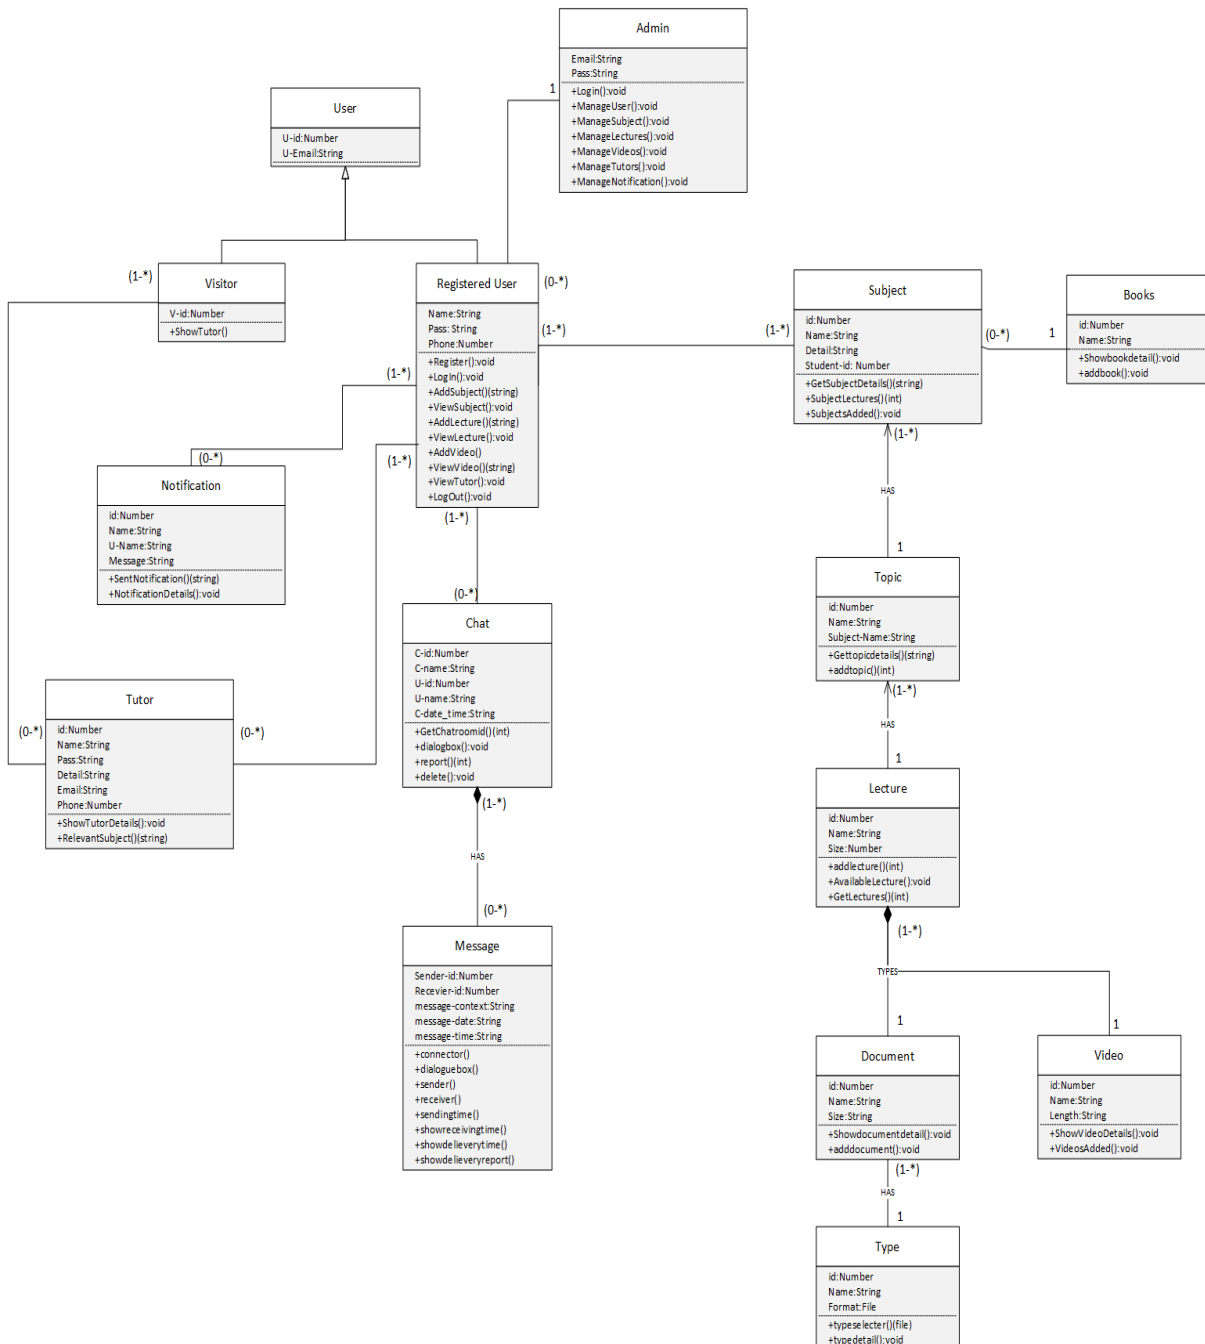 Admin
Email:String
Pass:String
+Login():void
+ManageUser():void
+ManageSubject():void
+ManageLectures():void
+ManageVideos():void
+ManageTutors():void
+ManageNotification():void
1
User
U-id:Number
U-Email:String
(1-*)
Visitor
V-id:Number
+ShowTutor()
Registered User
Name:String
Pass: String
Phone:Number
+Register():void
+LogIn():void
+AddSubject()(string)
+ViewSubject():void
+AddLecture()(string)
+ViewLecture():void
+AddVideo()
+ViewVideo()(string)
+ViewTutor():void
+LogOut():void
(0-*)
(1-*)
(1-*)
(1-*)
(1-*)
(1-*)
Subject
id:Number
Name:String
Detail:String
Student-id: Number
+GetSubjectDetails()(string)
+SubjectLectures()(int)
+SubjectsAdded():void
(0-*)
1
Books
id:Number
Name:String
+Showbookdetail():void
+addbook():void
(0-*)
Notification
id:Number
Name:String
U-Name:String
Message:String
+SentNotification()(string)
+NotificationDetails():void
(1-*)
HAS
1
Topic
id:Number
Name:String
Subject-Name:String
+Gettopicdetails()(string)
+addtopic()(int)
(0-*)
Chat
C-id:Number
C-name:String
U-id:Number
U-name:String
C-date_time:String
+GetChatroomid()(int)
+dialogbox():void
+report()(int)
+delete():void
(0-*)
Tutor
id:Number
Name:String
Pass:String
Detail:String
Email:String
Phone:Number
+ShowTutorDetails():void
+RelevantSubject()(string)
(0-*)
(1-*)
HAS
1
Lecture
id:Number
Name:String
Size:Number
+addlecture()(int)
+AvailableLecture():void
+GetLectures()(int)
(1-*)
HAS
(0-*)
Message
Sender-id:Number
Recevier-id:Number
message-context:String
message-date:String
message-time:String
+connector()
+dialoguebox()
+sender()
+receiver()
+sendingtime()
+showreceivingtime()
+showdelieverytime()
+showdelieveryreport()
(1-*)
TYPES
1
1
Document
id:Number
Name:String
Size:String
+Showdocumentdetail():void
+adddocument():void
Video
id:Number
Name:String
Length:String
+ShowVideoDetails():void
+VideosAdded():void
(1-*)
HAS
1
Type
id:Number
Name:String
Format:File
+typeselecter()(file)
+typedetail():void